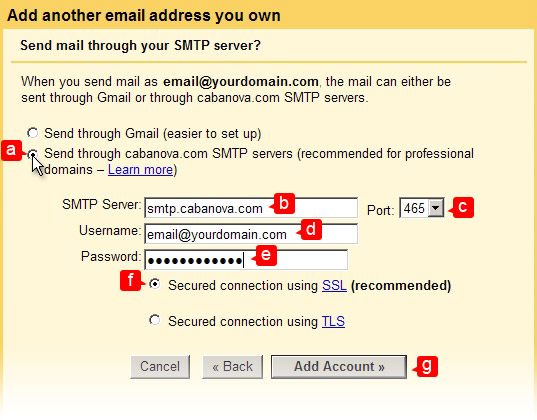 Add another email address you own
Send mail through your SMTP server?
When you send mail as email@yourdomain.com, the mail can either be
sent through Gmail or through cabanova.com SMTP servers.
Send through Gmail (easier to set up)
a Send through cabanova.com SMTP servers (recommended for professional
domains – Learn more)
SMTP Server: smtp.cabanova.com b Port: 465 c
Username: email@yourdomain.com d
Password: ●●●●●●●●●●●● e
f Secured connection using SSL (recommended)
Secured connection using TLS
Cancel « Back Add Account » g